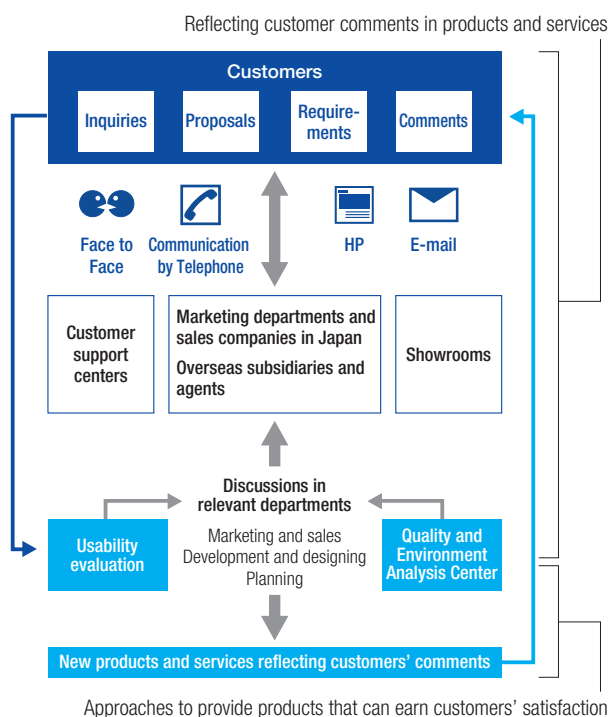 Reflecting customer comments in products and services
Customers
Inquiries
Proposals
Require-
ments
Comments
Face to
Face
Communication
by Telephone
HP
E-mail
Customer
support
centers
Marketing departments and
sales companies in Japan
Overseas subsidiaries and
agents
Showrooms
Discussions in
relevant departments
Marketing and sales
Development and designing
Planning
Usability
evaluation
Quality and
Environment
Analysis Center
New products and services reflecting customers’ comments
Approaches to provide products that can earn customers’ satisfaction